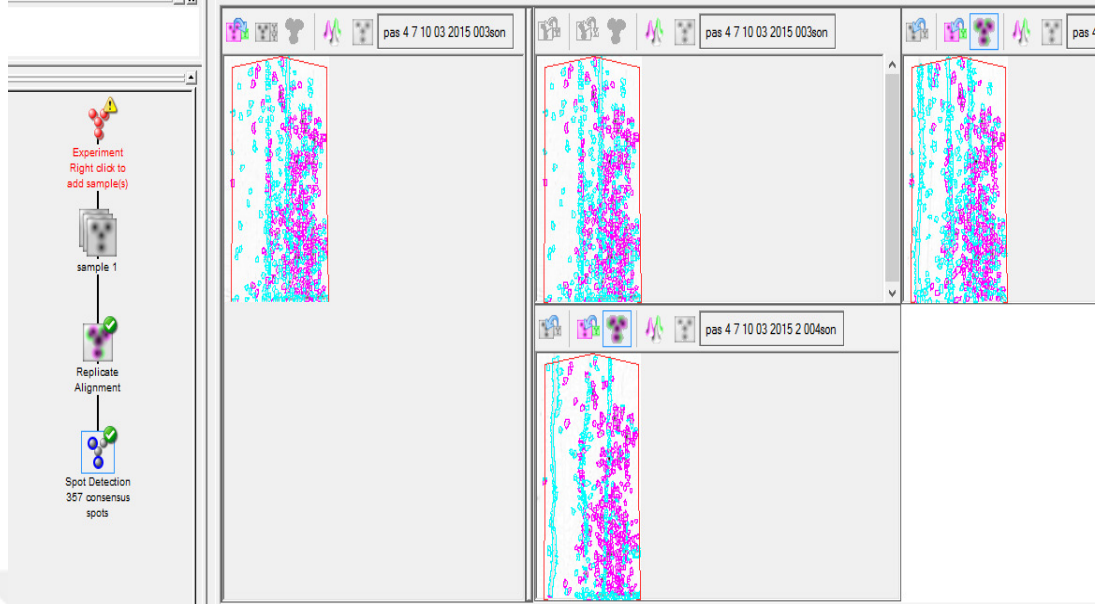 Experiment
Right click to
add sample(s)
sample 1
Replicate
Alignment
Spot Detection
357 consensus
spots
pas 4 7 10 03 2015 003son
pas 4 7 10 03 2015 003son
pas 4
pas 4 7 10 03 2015 2 004son